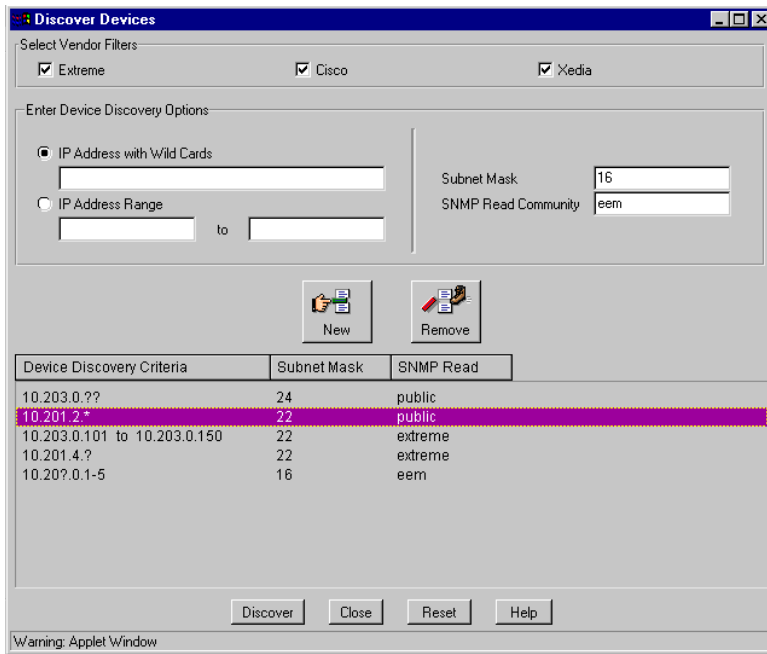 Discover Devices
Select Vendor Filters
Extreme Cisco Xedia
Enter Device Discovery Options
IP Address with Wild Cards
Subnet Mask 16
IP Address Range SNMP Read Community eem
to
New Remove
Device Discovery Criteria Subnet Mask SNMP Read
10.203.0.?? 24 public
10.201.2.* 22 public
10.203.0.101 to 10.203.0.150 22 extreme
10.201.4.? 22 extreme
10.20?.0.1-5 16 eem
Discover Close Reset Help
Warning: Applet Window